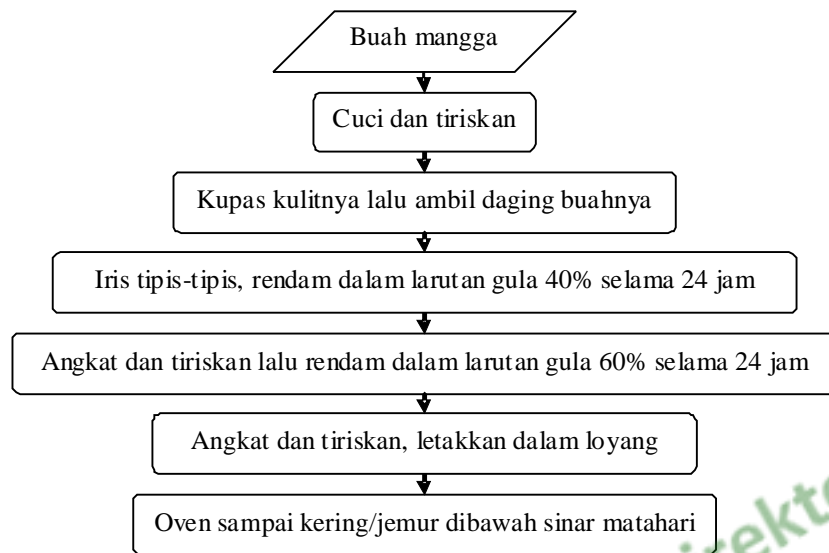 Buah mangga
Cuci dan tiriskan
Kupas kulitnya lalu ambil daging buahnya
Iris tipis-tipis, rendam dalam larutan gula 40% selama 24 jam
Angkat dan tiriskan lalu rendam dalam larutan gula 60% selama 24 jam
Angkat dan tiriskan, letakkan dalam loyang
Oven sampai kering/jemur dibawah sinar matahari